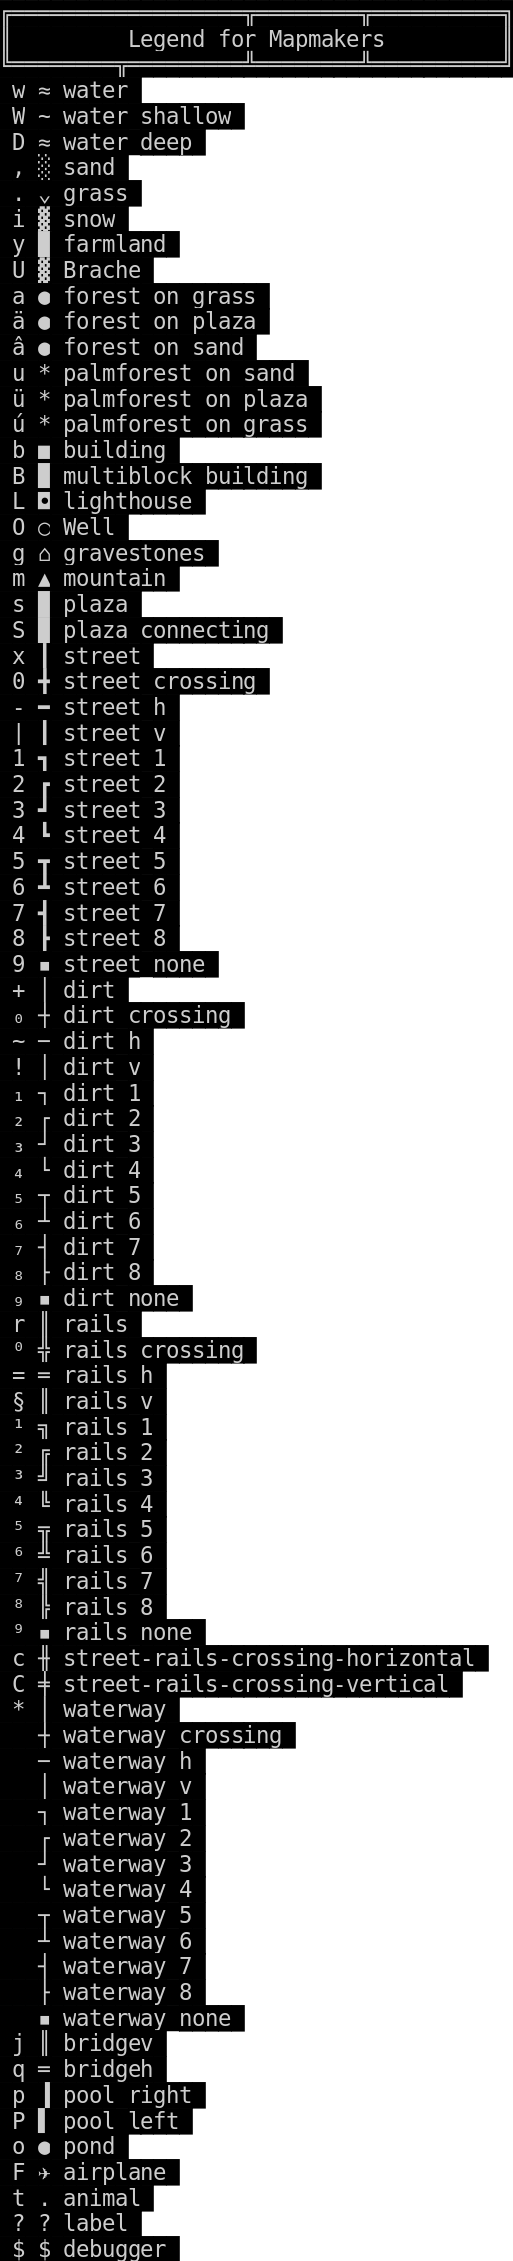 Legend for Mapmakers
w ≈ water
W ~ water shallow
D ≈ water deep
, ░ sand
. ⌄ grass
i ▓ snow
y █ farmland
U ▓ Brache
a ● forest on grass
ä ● forest on plaza
â ● forest on sand
u * palmforest on sand
ü * palmforest on plaza
ú * palmforest on grass
b ■ building
B █ multiblock building
L ◘ lighthouse
O ○ Well
g ⌂ gravestones
m ▲ mountain
s █ plaza
S █ plaza connecting
x ┃ street
0 ╋ street crossing
- ━ street h
| ┃ street v
1 ┓ street 1
2 ┏ street 2
3 ┛ street 3
4 ┗ street 4
5 ┳ street 5
6 ┻ street 6
7 ┫ street 7
8 ┣ street 8
9 ▪ street none
+ │ dirt
₀ ┼ dirt crossing
~ ─ dirt h
! │ dirt v
₁ ┐ dirt 1
₂ ┌ dirt 2
₃ ┘ dirt 3
₄ └ dirt 4
₅ ┬ dirt 5
₆ ┴ dirt 6
₇ ┤ dirt 7
₈ ├ dirt 8
₉ ▪ dirt none
r ║ rails
⁰ ╬ rails crossing
= ═ rails h
§ ║ rails v
¹ ╗ rails 1
² ╔ rails 2
³ ╝ rails 3
⁴ ╚ rails 4
⁵ ╦ rails 5
⁶ ╩ rails 6
⁷ ╣ rails 7
⁸ ╠ rails 8
⁹ ▪ rails none
c ╫ street-rails-crossing-horizontal
C ╪ street-rails-crossing-vertical
* │ waterway
┼ waterway crossing
─ waterway h
│ waterway v
┐ waterway 1
┌ waterway 2
┘ waterway 3
└ waterway 4
┬ waterway 5
┴ waterway 6
┤ waterway 7
├ waterway 8
▪ waterway none
j ║ bridgev
q ═ bridgeh
p ▐ pool right
P ▌ pool left
o ● pond
F ✈ airplane
t . animal
? ? label
$ $ debugger